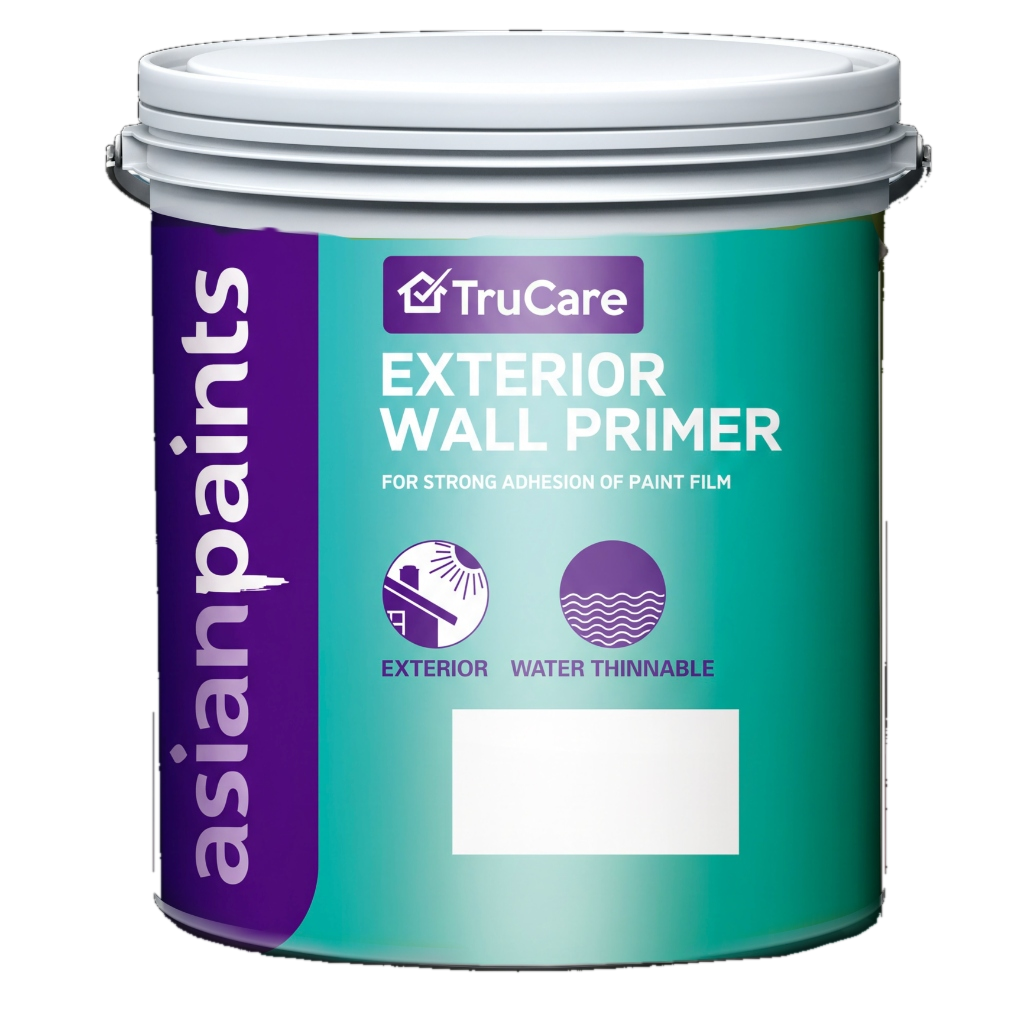 asianpaints
TruCare
EXTERIOR
WALL PRIMER
FOR STRONG ADHESION OF PAINT FILM
EXTERIOR WATER THINNABLE